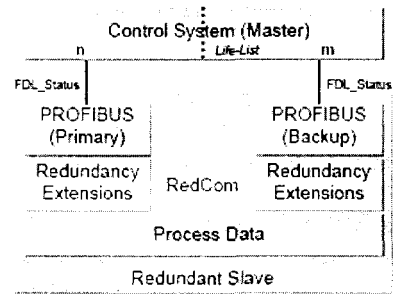 Control System (Master)
n Life-List m
FDL_Status FDL_Status
PROFIBUS PROFIBUS
(Primary) (Backup)
Redundancy Redundancy
Extensions RedCom Extensions
Process Data
Redundant Slave